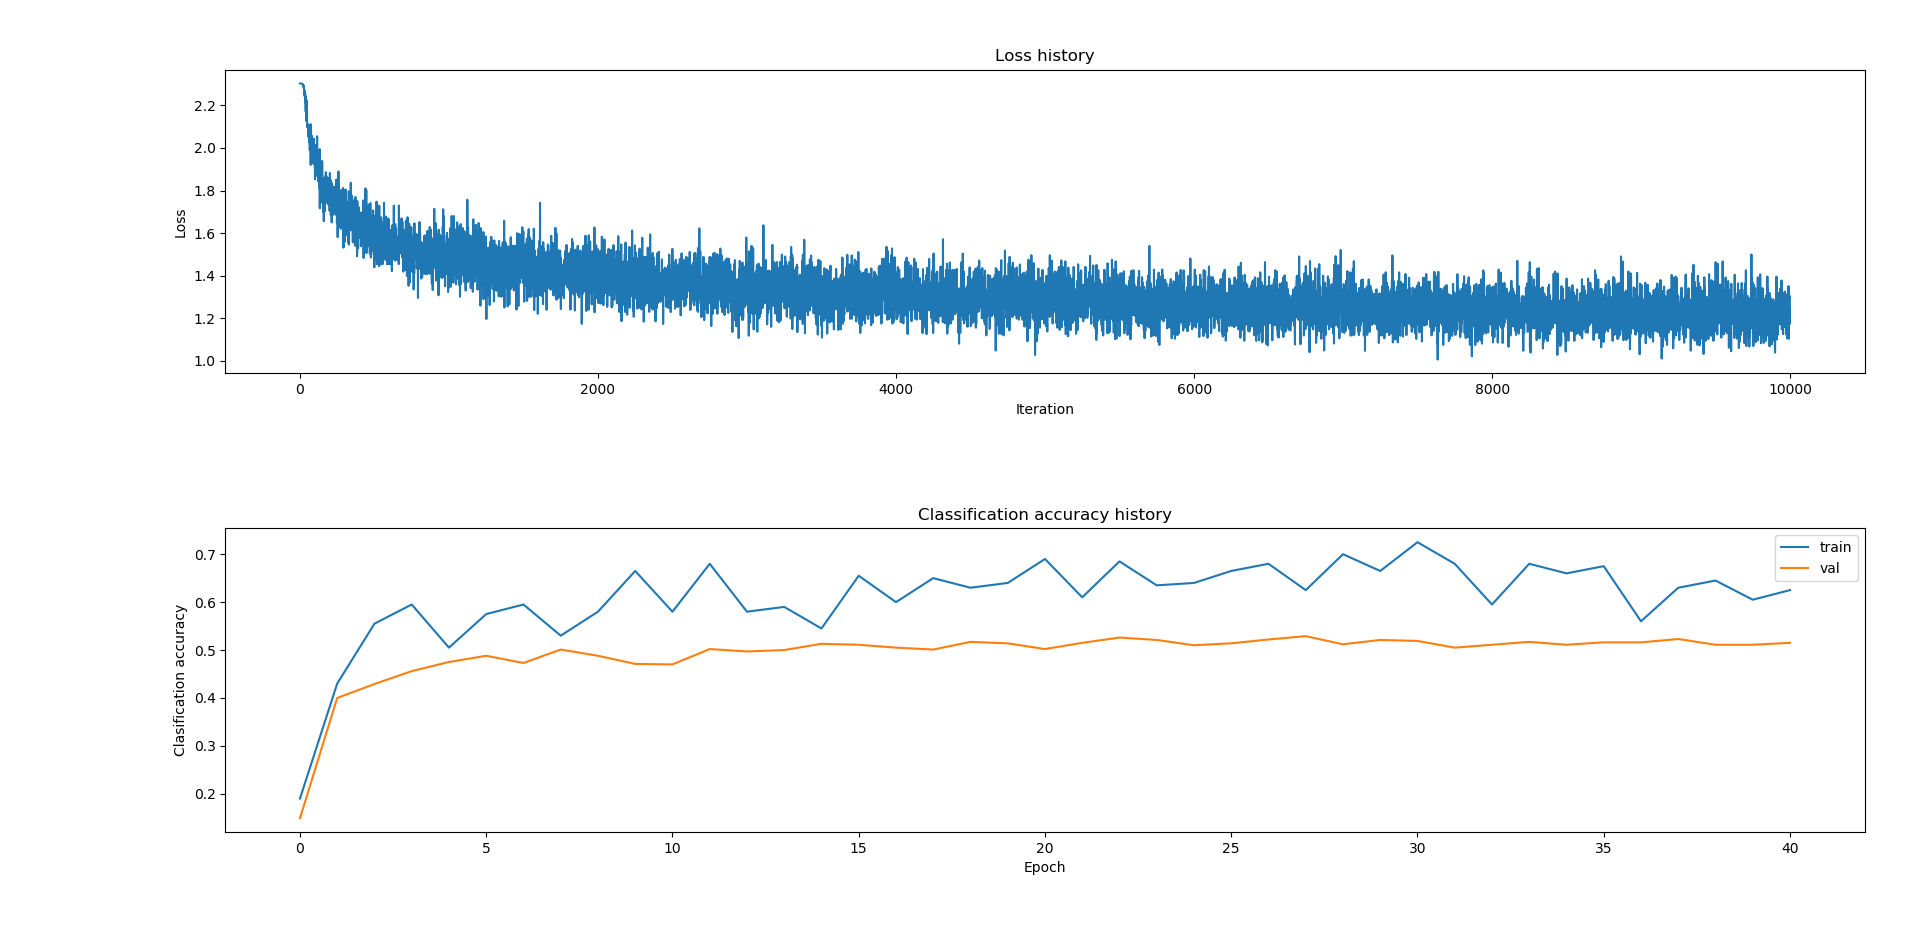 Loss history
Loss
2.2
2.0
1.8
1.6
1.4
1.2
1.0
0 2000 4000 6000 8000 10000
Iteration
Classification accuracy history
Clasification accuracy
0.7
0.6
0.5
0.4
0.3
0.2
train
val
0 5 10 15 20 25 30 35 40
Epoch